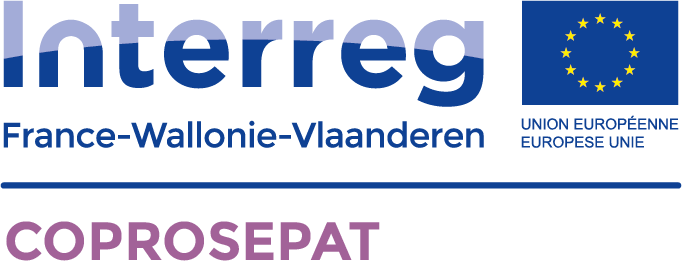 Interreg
France-Wallonie-Vlaanderen
UNION EUROPÉENNE
EUROPESE UNIE
COPROSEPAT